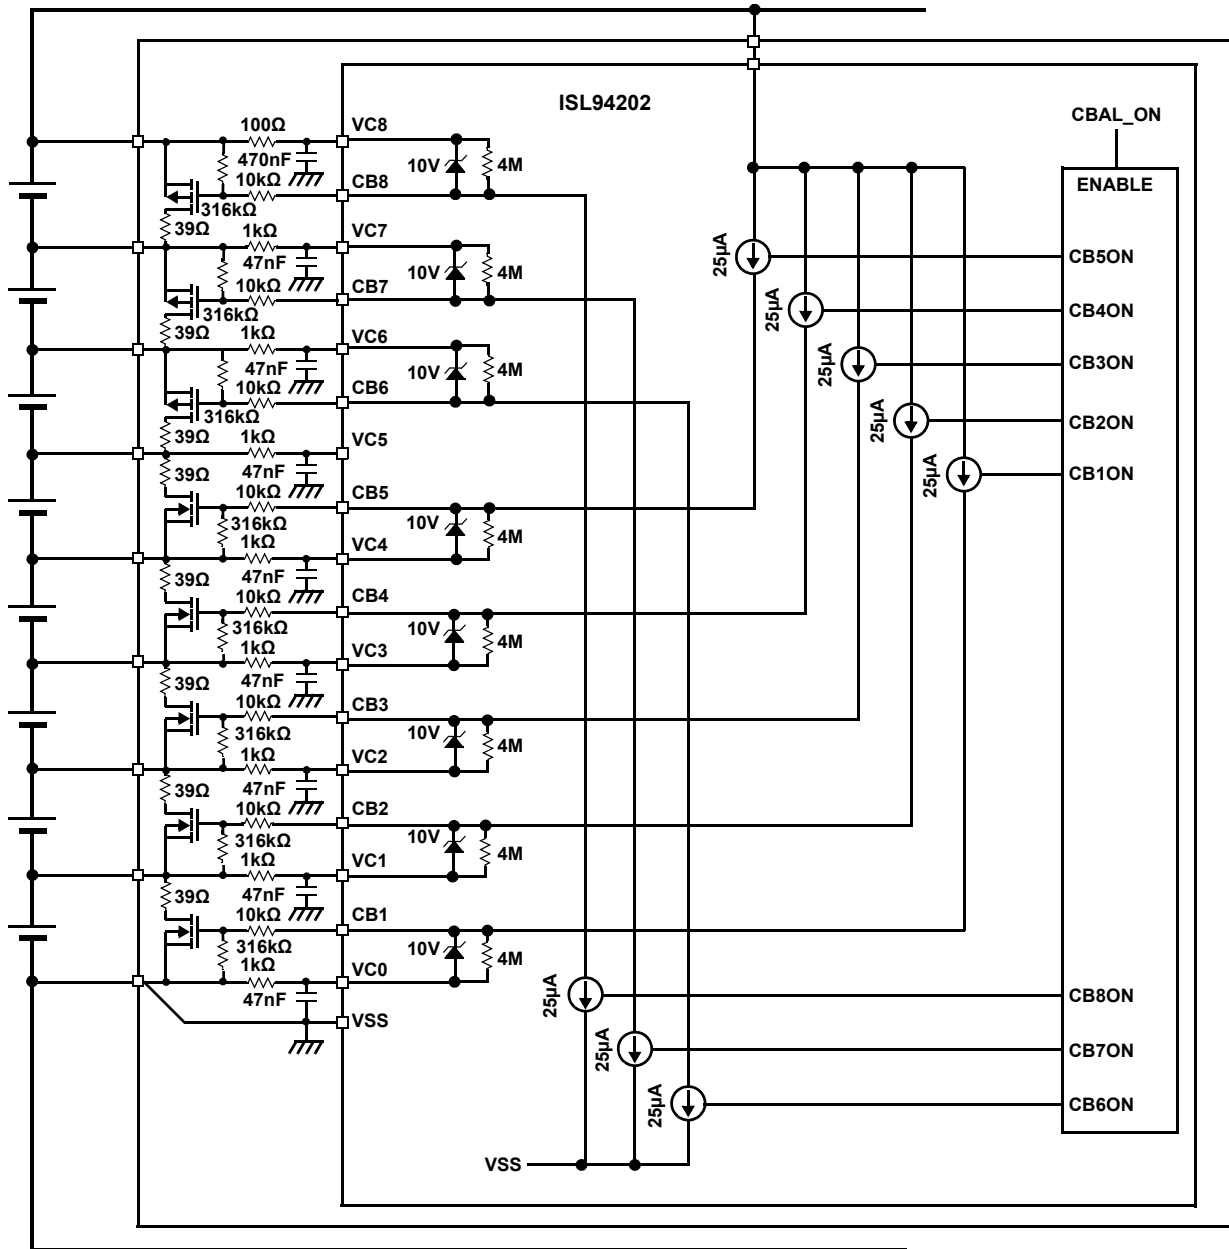 ISL94202
CBAL_ON
ENABLE
100Ω
VC8
470nF
10V
4M
10kΩ
CB8
316kΩ
39Ω
1kΩ
VC7
47nF
10V
4M
10kΩ
CB7
316kΩ
39Ω
1kΩ
VC6
47nF
10V
4M
10kΩ
CB6
316kΩ
39Ω
1kΩ
VC5
39Ω
47nF
10kΩ
CB5
10V
4M
316kΩ
1kΩ
VC4
39Ω
47nF
10kΩ
CB4
10V
4M
316kΩ
1kΩ
VC3
39Ω
47nF
10kΩ
CB3
10V
4M
316kΩ
1kΩ
VC2
39Ω
47nF
10kΩ
CB2
10V
4M
316kΩ
1kΩ
VC1
39Ω
47nF
10kΩ
CB1
10V
4M
316kΩ
1kΩ
VC0
47nF
VSS
25µA
CB5ON
25µA
CB4ON
25µA
CB3ON
25µA
CB2ON
25µA
CB1ON
25µA
CB8ON
25µA
CB7ON
25µA
CB6ON
VSS